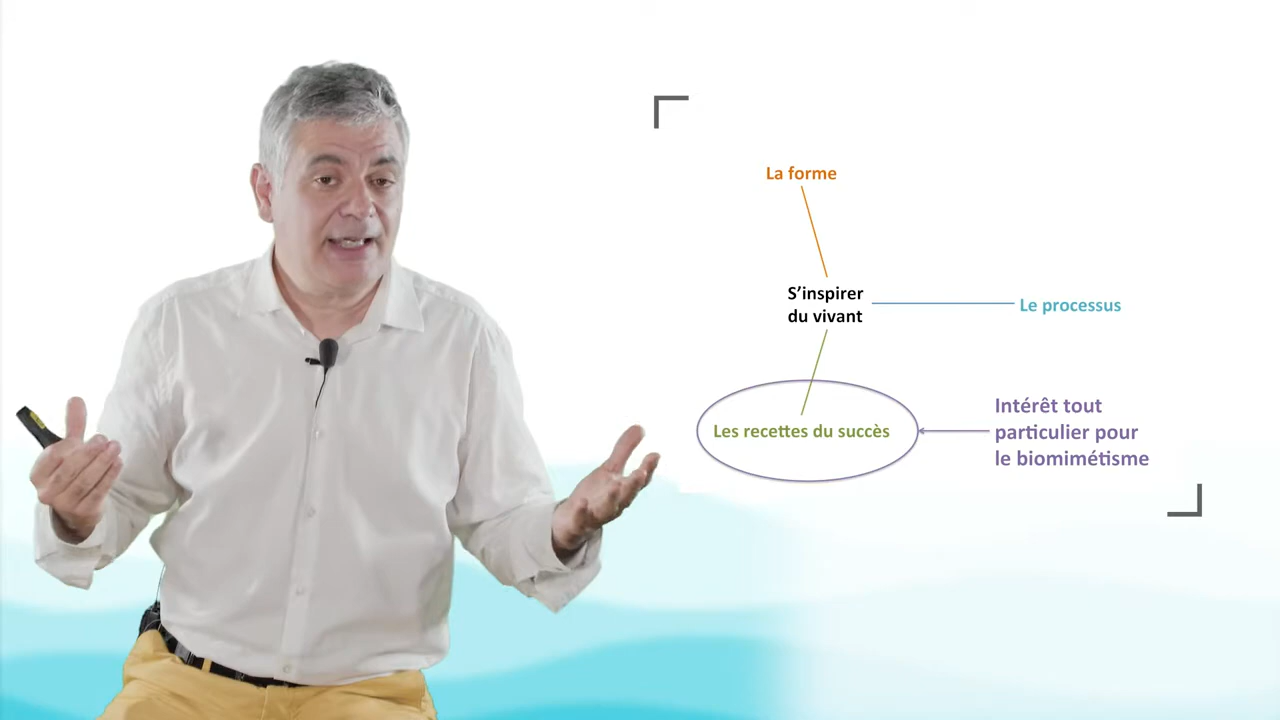 La forme
S’inspirer
du vivant
Le processus
Les recettes du succès
Intérêt tout
particulier pour
le biomimétisme